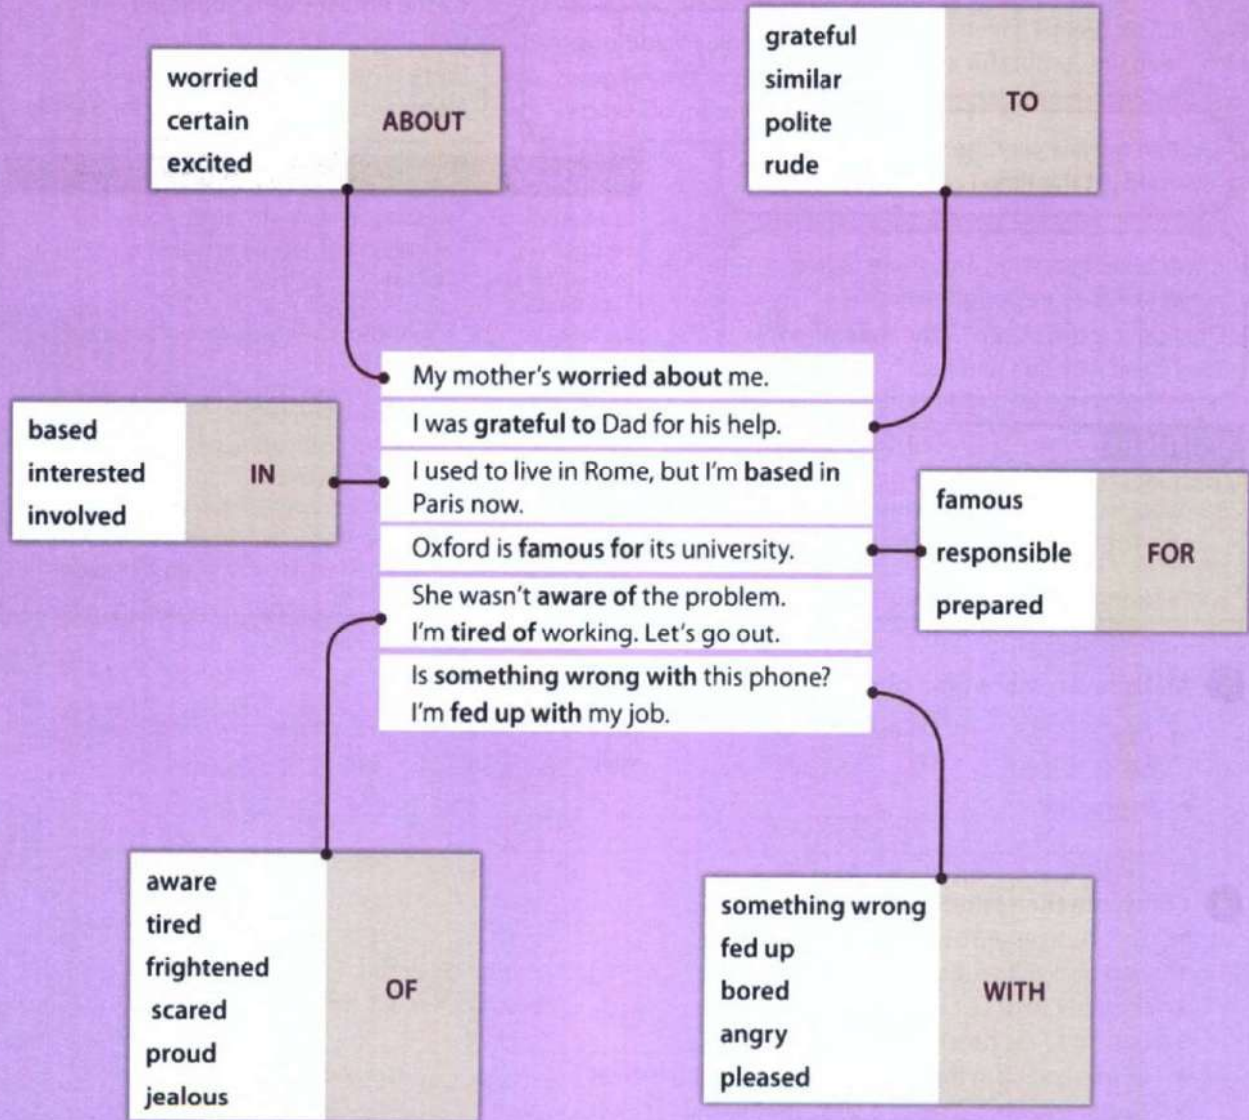 worried
certain
excited
ABOUT
grateful
similar
polite
rude
TO
My mother's worried about me.
I was grateful to Dad for his help.
I used to live in Rome, but I'm based in
Paris now.
Oxford is famous for its university.
She wasn't aware of the problem.
I'm tired of working. Let's go out.
Is something wrong with this phone?
I'm fed up with my job.
based
interested
involved
IN
famous
responsible
prepared
FOR
aware
tired
frightened
scared
proud
jealous
OF
something wrong
fed up
bored
angry
pleased
WITH